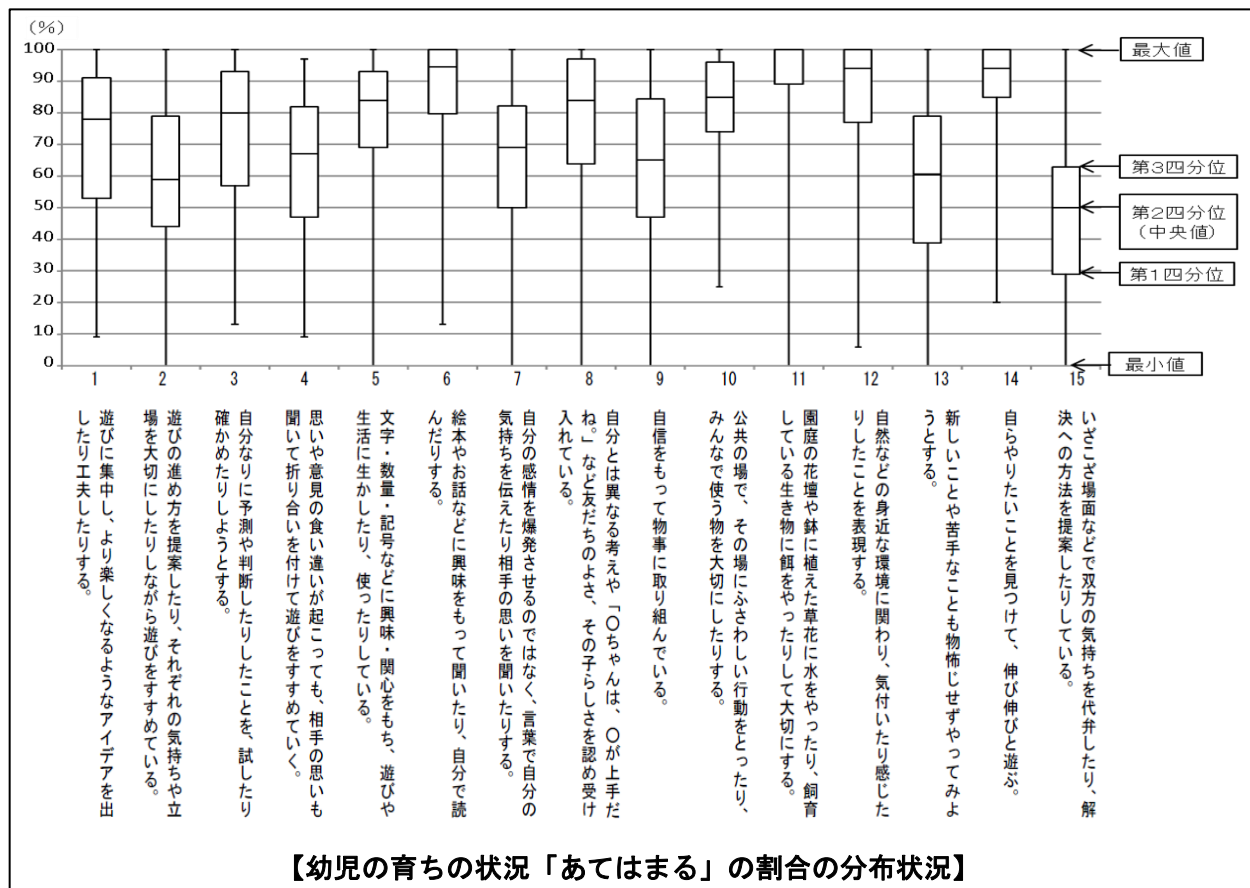 (%)
100
90
80
70
60
50
40
30
20
10
0
最大値
第3四分位
第2四分位
(中央値)
第1四分位
最小値
1
2
3
4
5
6
7
8
9
10
11
12
13
14
15
遊びに集中し、より楽しくなるようなアイデアを出
したり工夫したりする。
遊びの進め方を提案したり、それぞれの気持ちや立
場を大切にしたりしながら遊びをすすめている。
自分なりに予測や判断したりしたことを、試したり
確かめたりしようとする。
思いや意見の食い違いが起こっても、相手の思いも
聞いて折り合いを付けて遊びをすすめていく。
文字・数量・記号などに興味・関心をもち、遊びや
生活に生かしたり、使ったりしている。
絵本やお話などに興味をもって聞いたり、自分で読
んだりする。
自分の感情を爆発させるのではなく、言葉で自分の
気持ちを伝えたり相手の思いを聞いたりする。
自分とは異なる考えや「〇ちゃんは、〇が上手だ
ね。」など友だちのよさ、その子らしさを認め受け
入れている。
自信をもって物事に取り組んでいる。
公共の場で、その場にふさわしい行動をとったり、
みんなで使う物を大切にしたりする。
園庭の花壇や鉢に植えた草花に水をやったり、飼育
している生き物に餌をやったりして大切にする。
自然などの身近な環境に関わり、気付いたり感じた
りしたことを表現する。
新しいことや苦手なことも物怖じせずやってみよ
うとする。
自らやりたいことを見つけて、伸び伸びと遊ぶ。
いざこざ場面などで双方の気持ちを代弁したり、解
決への方法を提案したりしている。
【幼児の育ちの状況「あてはまる」の割合の分布状況】